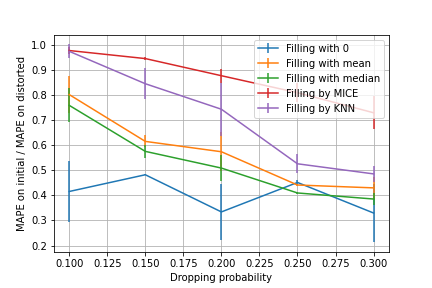 MAPE on initial / MAPE on distorted
1.0
0.9
0.8
0.7
0.6
0.5
0.4
0.3
0.2
Filling with 0
Filling with mean
Filling with median
Filling by MICE
Filling by KNN
0.100 0.125 0.150 0.175 0.200 0.225 0.250 0.275 0.300
Dropping probability